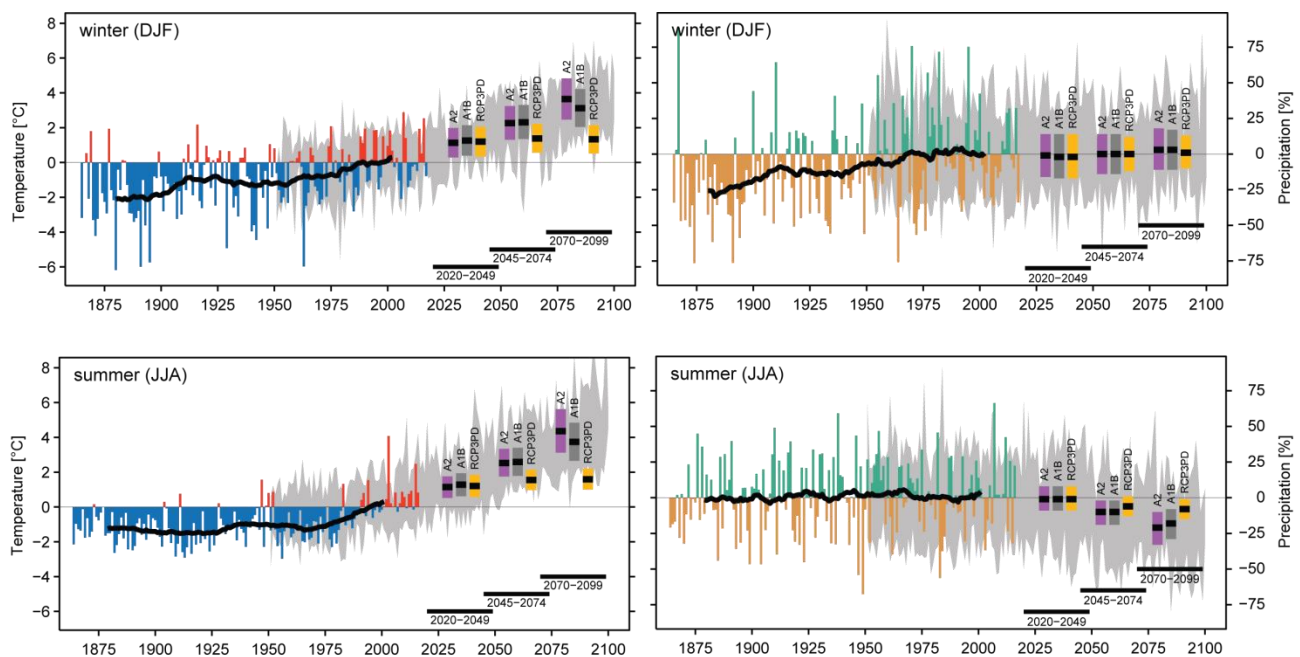 winter (DJF)
Temperature [°C]
8
6
4
2
0
−2
−4
−6
A2
A1B
RCP3PD
A2
A1B
RCP3PD
A2
A1B
RCP3PD
2070−2099
2045−2074
2020−2049
1875 1900 1925 1950 1975 2000 2025 2050 2075 2100
winter (DJF)
Precipitation [%]
75
50
25
0
−25
−50
−75
A2
A1B
RCP3PD
A2
A1B
RCP3PD
A2
A1B
RCP3PD
2070−2099
2045−2074
2020−2049
1875 1900 1925 1950 1975 2000 2025 2050 2075 2100
summer (JJA)
Temperature [°C]
8
6
4
2
0
−2
−4
−6
A2
A1B
RCP3PD
A2
A1B
RCP3PD
A2
A1B
RCP3PD
2070−2099
2045−2074
2020−2049
1875 1900 1925 1950 1975 2000 2025 2050 2075 2100
summer (JJA)
Precipitation [%]
75
50
25
0
−25
−50
−75
A2
A1B
RCP3PD
A2
A1B
RCP3PD
A2
A1B
RCP3PD
2070−2099
2045−2074
2020−2049
1875 1900 1925 1950 1975 2000 2025 2050 2075 2100